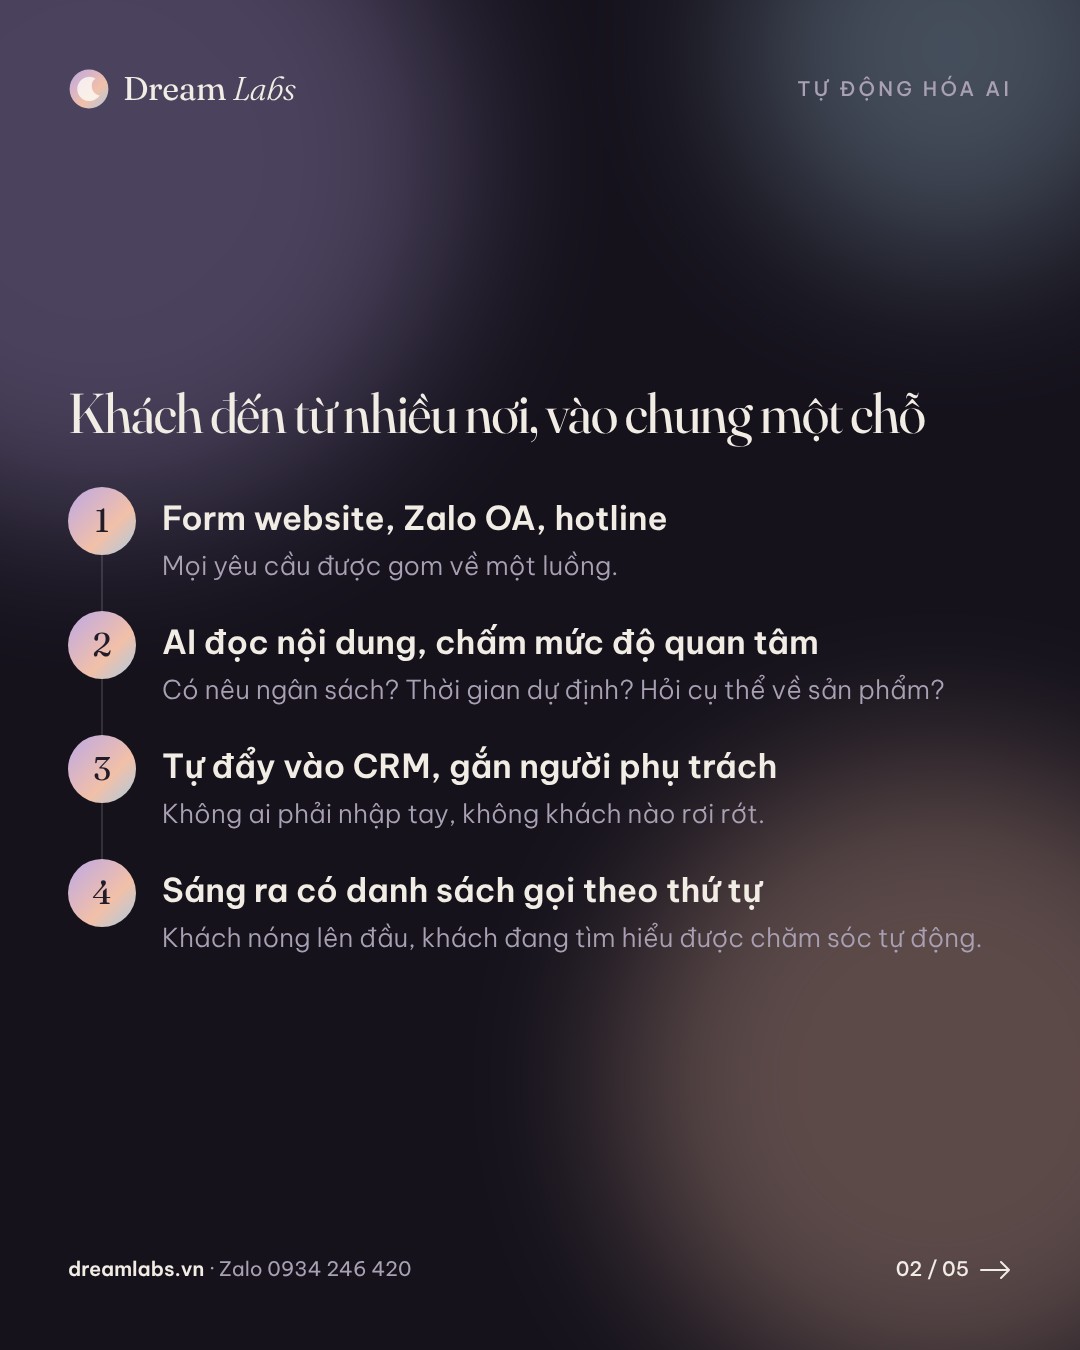 Dream Labs
TỰ ĐỘNG HÓA AI
Khách đến từ nhiều nơi, vào chung một chỗ
1
Form website, Zalo OA, hotline
Mọi yêu cầu được gom về một luồng.
2
AI đọc nội dung, chấm mức độ quan tâm
Có nêu ngân sách? Thời gian dự định? Hỏi cụ thể về sản phẩm?
3
Tự đẩy vào CRM, gắn người phụ trách
Không ai phải nhập tay, không khách nào rơi rớt.
4
Sáng ra có danh sách gọi theo thứ tự
Khách nóng lên đầu, khách đang tìm hiểu được chăm sóc tự động.
dreamlabs.vn · Zalo 0934 246 420
02 / 05 →